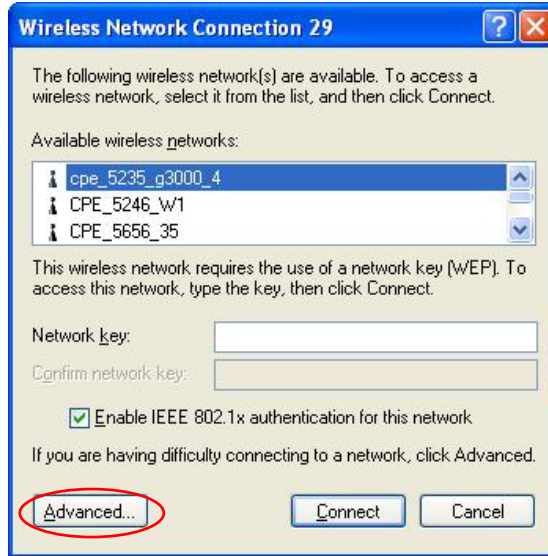 Wireless Network Connection 29
The following wireless network(s) are available. To access a
wireless network, select it from the list, and then click Connect.
Available wireless networks:
cpe_5235_g3000_4
CPE_5246_W1
CPE_5656_35
This wireless network requires the use of a network key (WEP). To
access this network, type the key, then click Connect.
Network key:
Confirm network key:
Enable IEEE 802.1x authentication for this network
If you are having difficulty connecting to a network, click Advanced.
Advanced... Connect Cancel